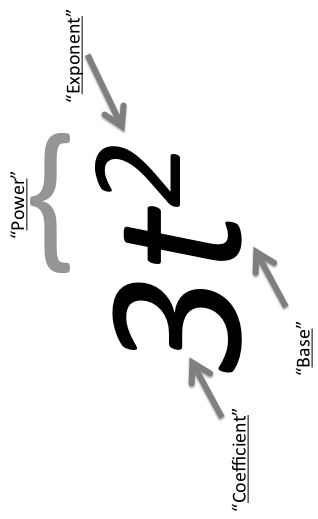 “Power”
“Exponent”
3t²
“Coefficient”
“Base”